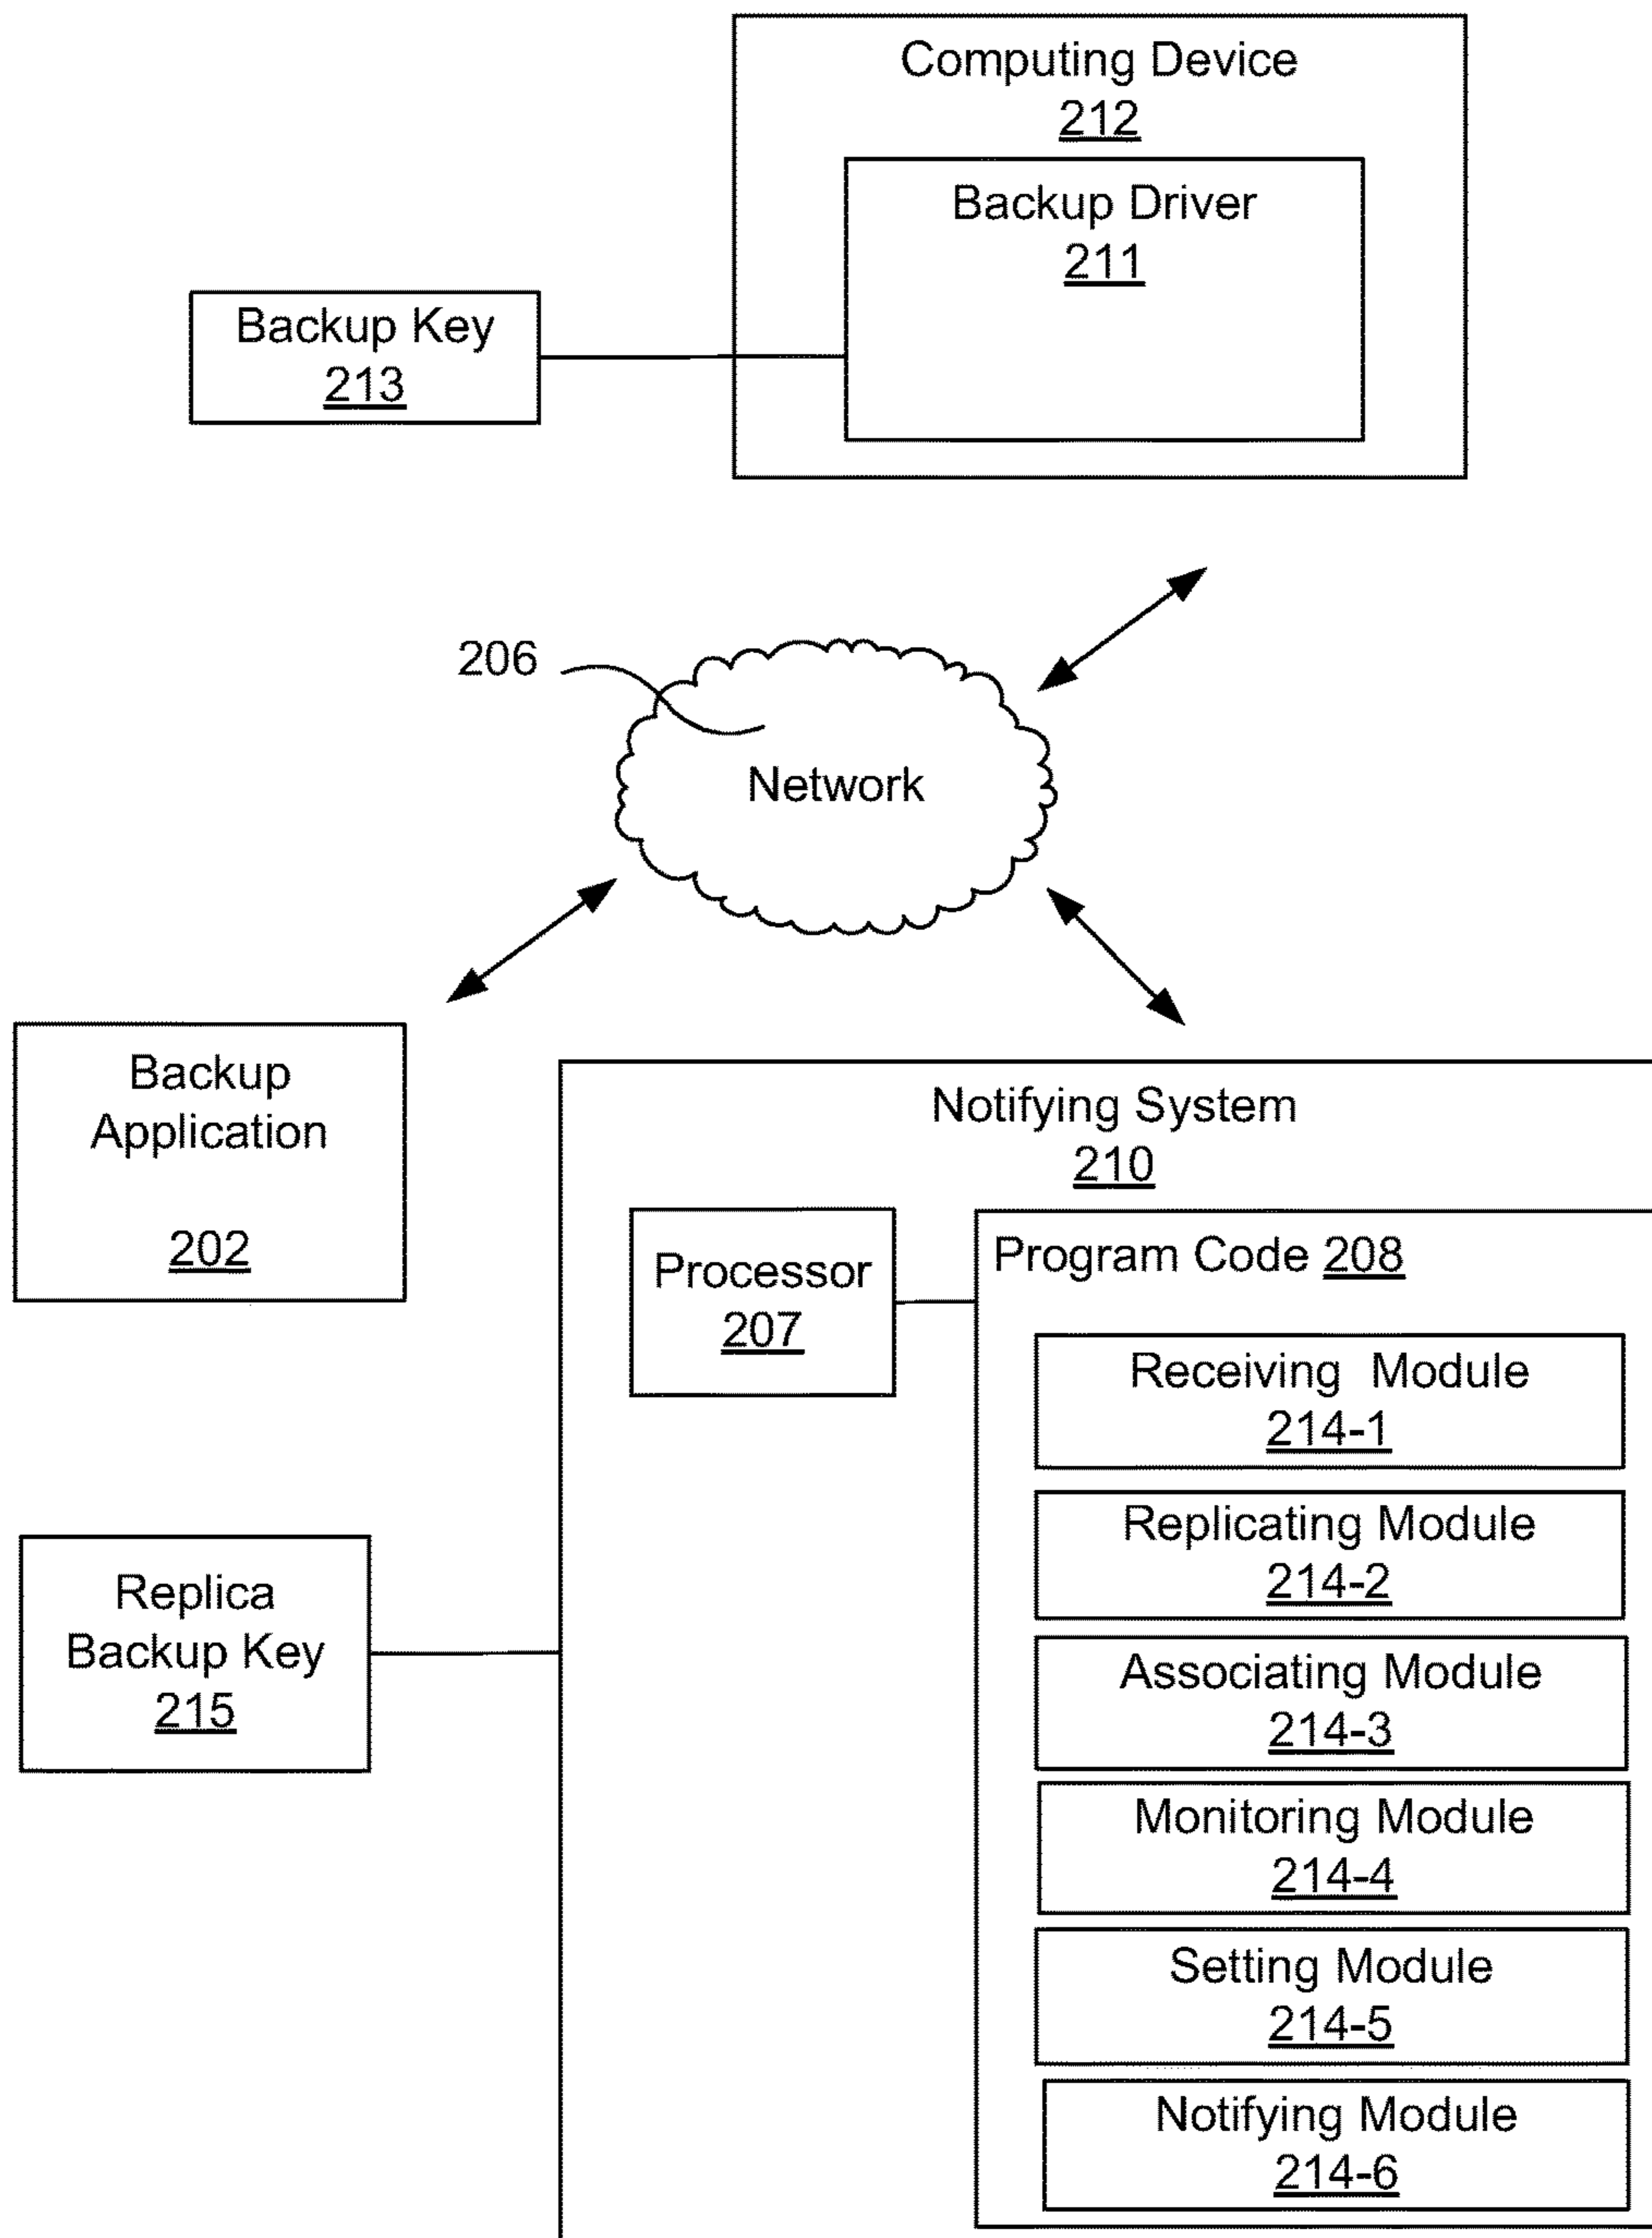 Computing Device
212
Backup Driver
211
Backup Key
213
206
Network
Backup
Application
202
Notifying System
210
Processor
207
Program Code 208
Receiving Module
214-1
Replicating Module
214-2
Replica
Backup Key
215
Associating Module
214-3
Monitoring Module
214-4
Setting Module
214-5
Notifying Module
214-6